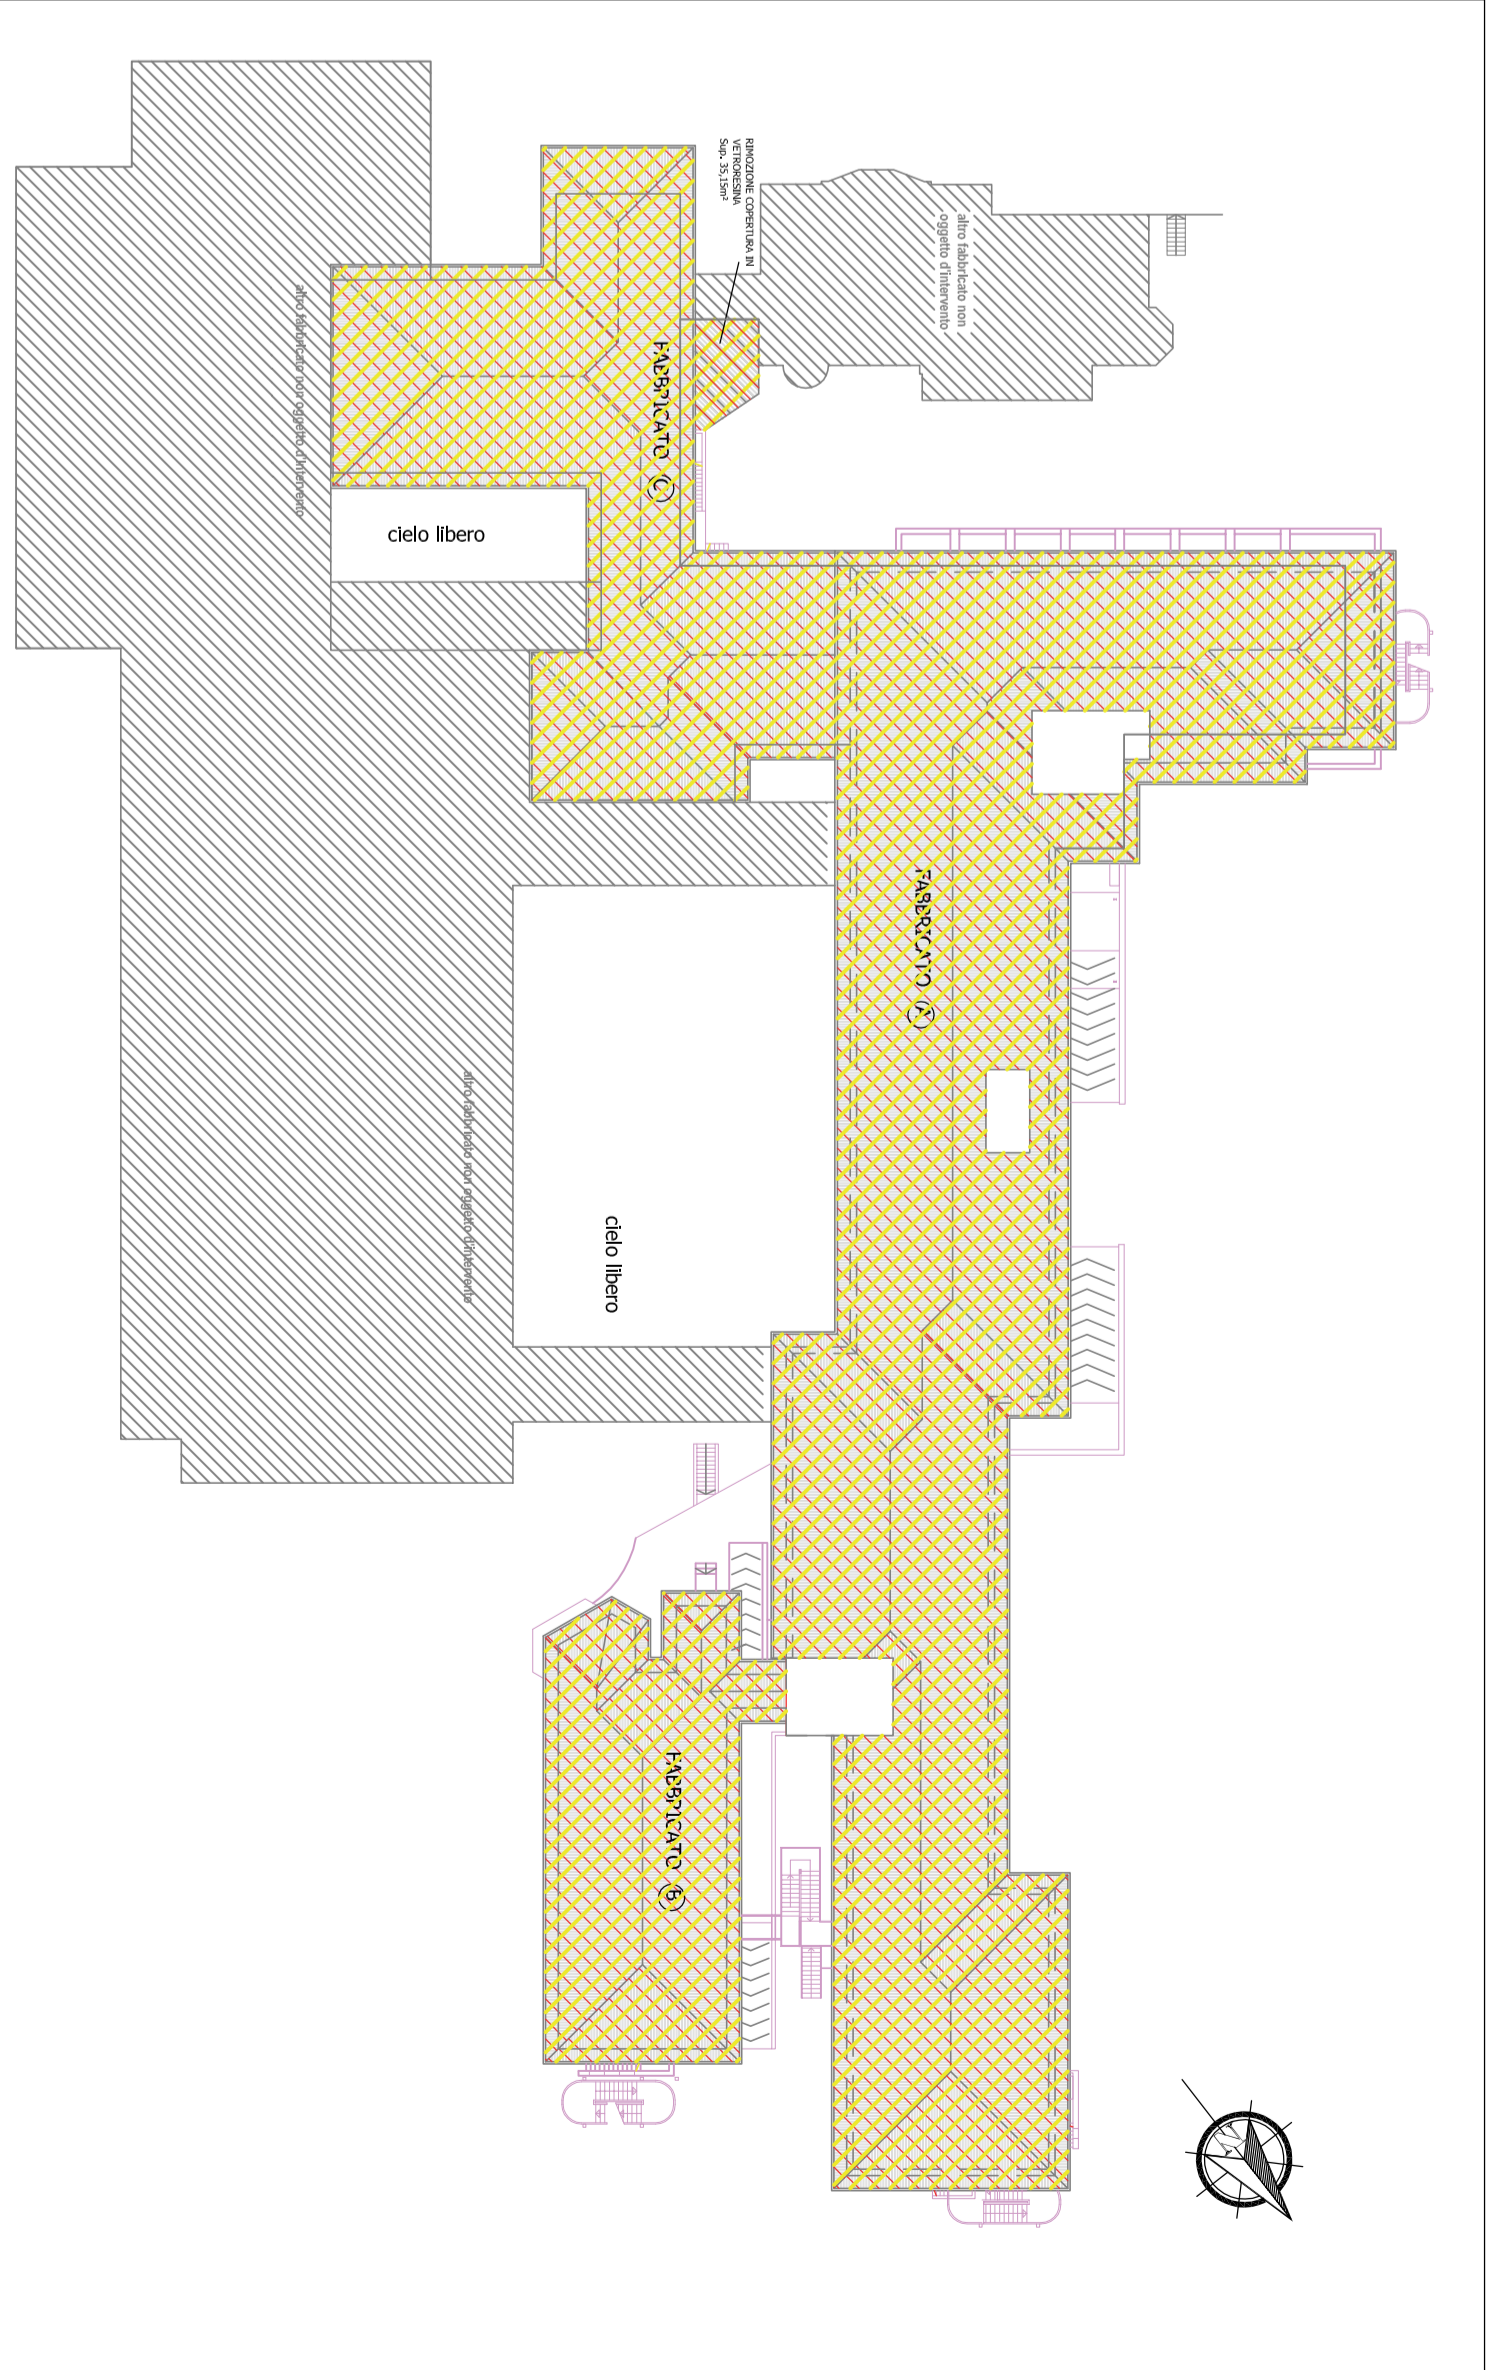 RIMOZIONE COPERTURA IN
VETRORESINA
Sup. 35,15m²
altro fabbricato non
oggetto d'intervento
FABBRICATO C
altro fabbricato non oggetto d'intervento
cielo libero
FABBRICATO A
altro fabbricato non oggetto d'intervento
cielo libero
FABBRICATO B
N